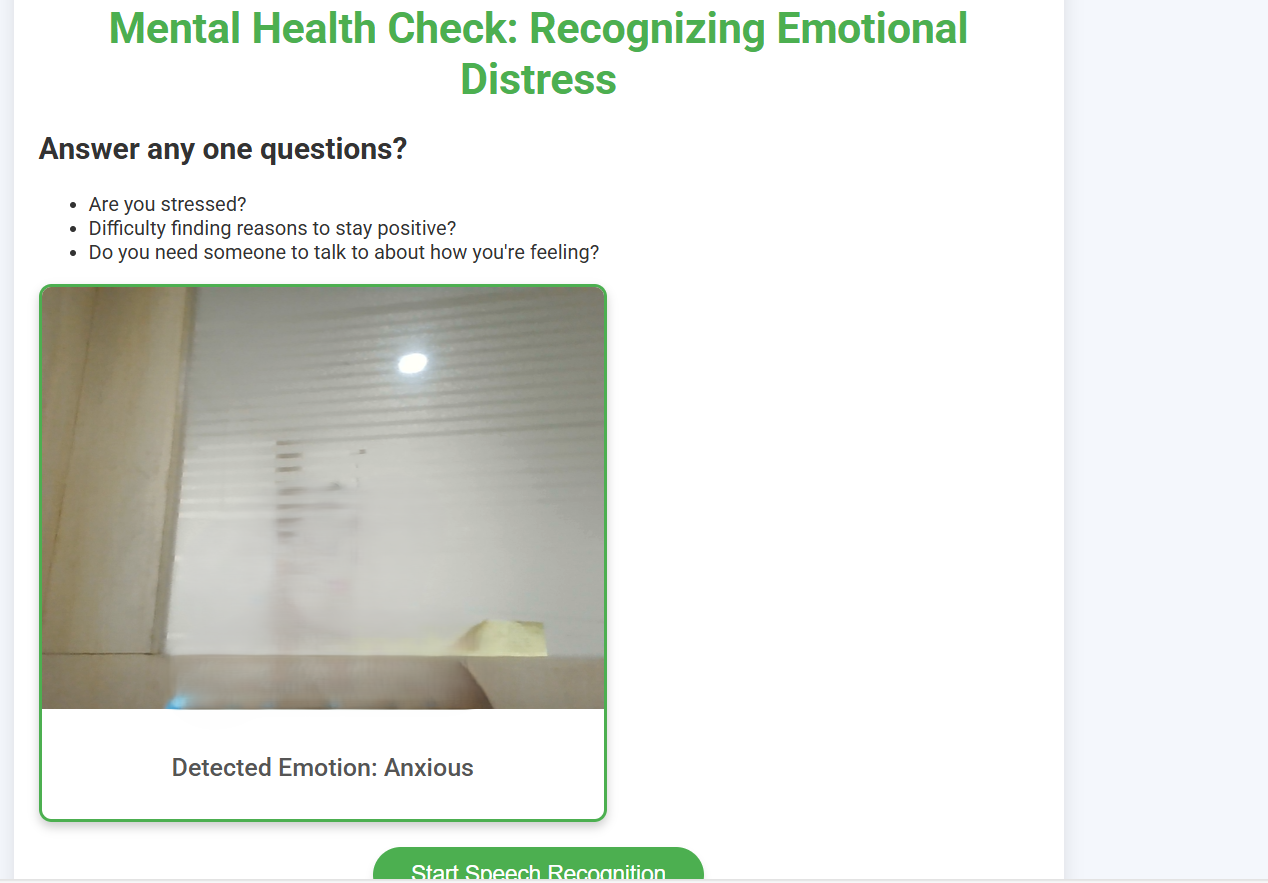 Mental Health Check: Recognizing Emotional
Distress
Answer any one questions?
Are you stressed?
Difficulty finding reasons to stay positive?
Do you need someone to talk to about how you're feeling?
Detected Emotion: Anxious
Start Speech Recognition